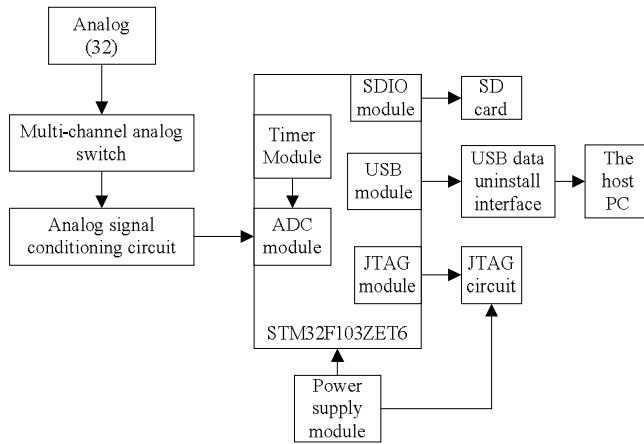 Analog
(32)
Multi-channel analog
switch
Analog signal
conditioning circuit
Timer
Module
ADC
module
SDIO
module
USB
module
JTAG
module
STM32F103ZET6
SD
card
USB data
uninstall
interface
The
host
PC
JTAG
circuit
Power
supply
module